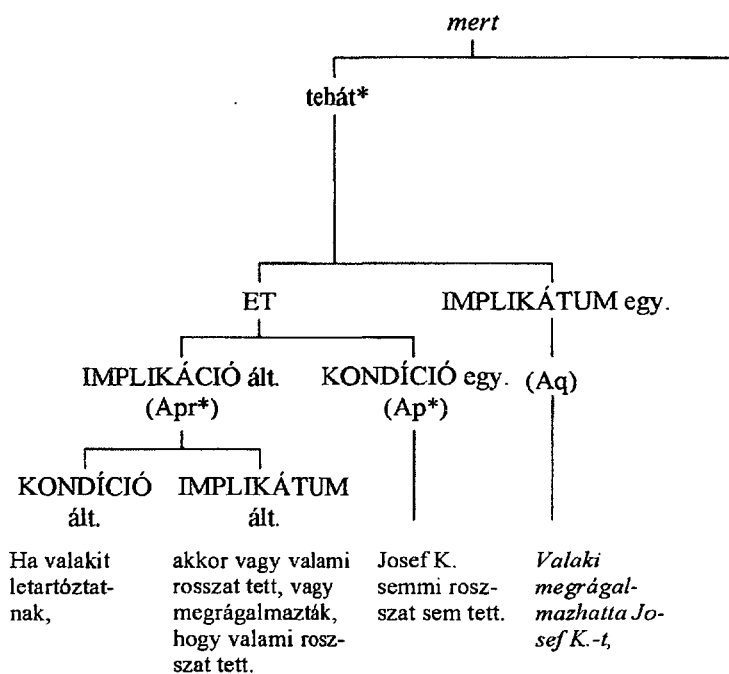 mert
tehát*
ET IMPLIKÁTUM egy.
IMPLIKÁCIÓ ált. KONDÍCIÓ egy. (Aq)
(Apr*) (Ap*)
KONDÍCIÓ IMPLIKÁTUM
ált. ált.
Ha valakit
letartóztat-
nak,
akkor vagy valami
rosszat tett, vagy
megrágalmazták,
hogy valami rosz-
szat tett.
Josef K.
semmi rosz-
szat sem tett.
Valaki
megrágal-
mazhatta Jo-
sef K.-t,